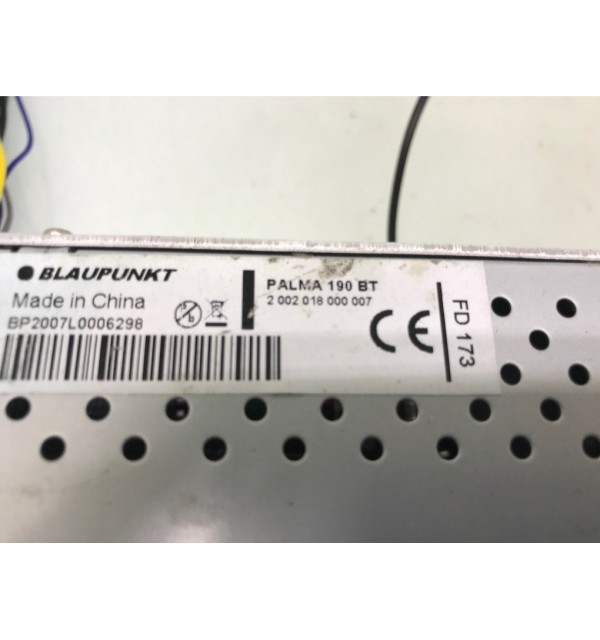 BLAUPUNKT
Made in China
BP2007L0006298
PALMA 190 BT
2 002 018 000 007
CE
FD 173